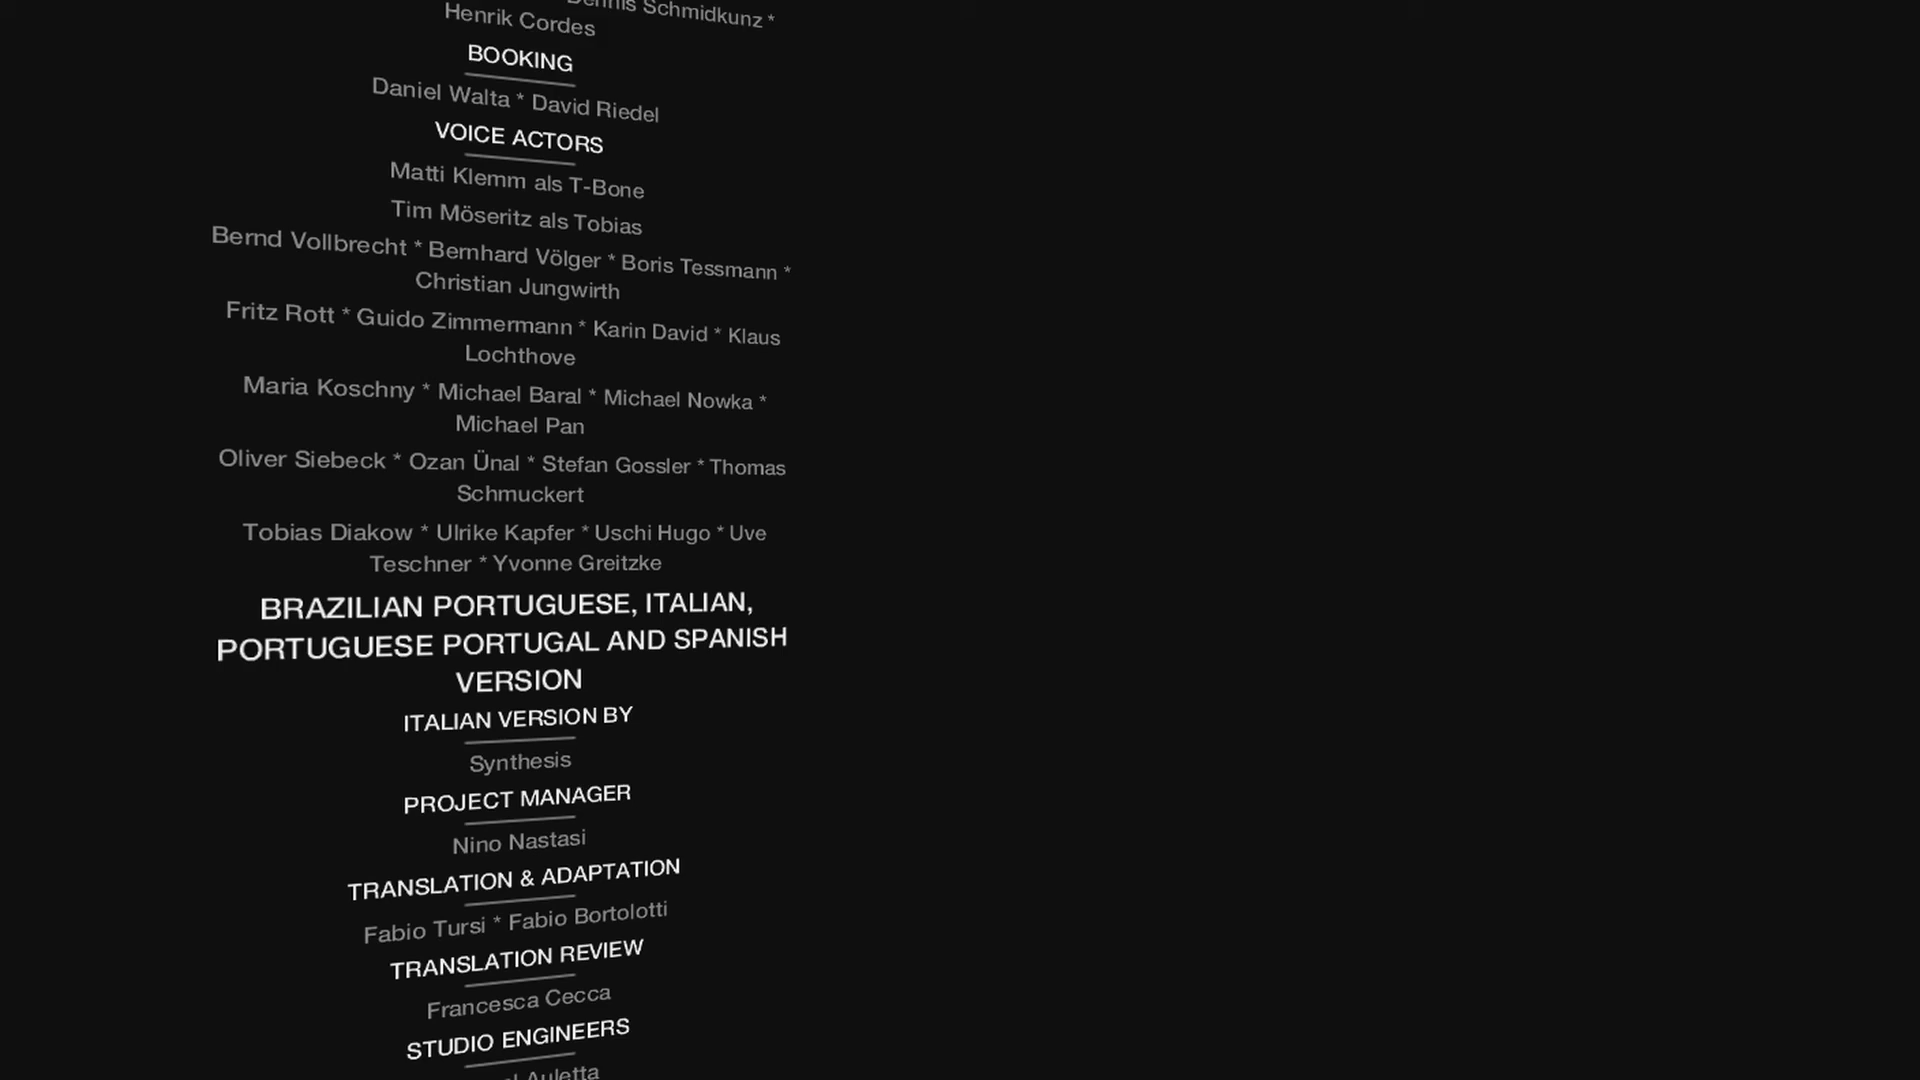 Dennis Schmidkunz *
Henrik Cordes
BOOKING
Daniel Walta * David Riedel
VOICE ACTORS
Matti Klemm als T-Bone
Tim Möseritz als Tobias
Bernd Vollbrecht * Bernhard Völger * Boris Tessmann *
Christian Jungwirth
Fritz Rott * Guido Zimmermann * Karin David * Klaus
Lochthove
Maria Koschny * Michael Baral * Michael Nowka *
Michael Pan
Oliver Siebeck * Ozan Ünal * Stefan Gossler * Thomas
Schmuckert
Tobias Diakow * Ulrike Kapfer * Uschi Hugo * Uve
Teschner * Yvonne Greitzke
BRAZILIAN PORTUGUESE, ITALIAN,
PORTUGUESE PORTUGAL AND SPANISH
VERSION
ITALIAN VERSION BY
Synthesis
PROJECT MANAGER
Nino Nastasi
TRANSLATION & ADAPTATION
Fabio Tursi * Fabio Bortolotti
TRANSLATION REVIEW
Francesca Cecca
STUDIO ENGINEERS
Auletta